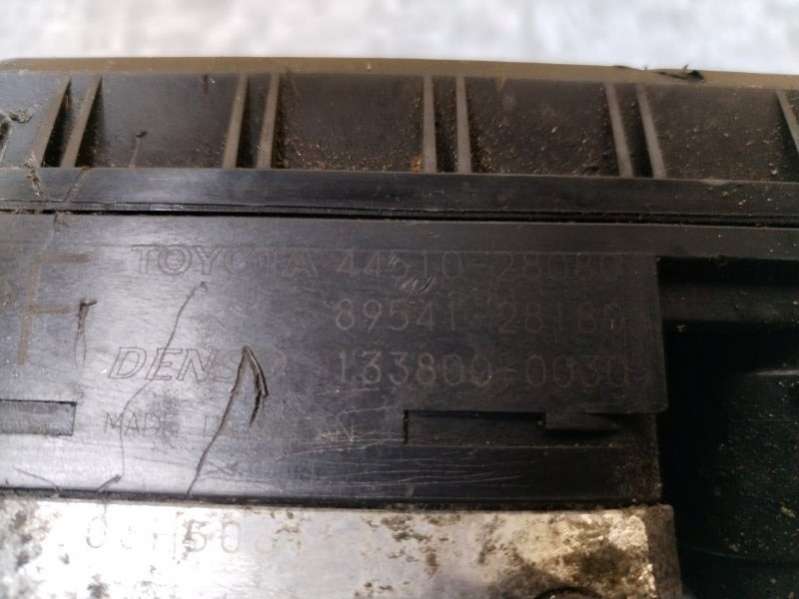 TOYOTA 44510-28080
89541-28180
DENSO 133800-0030
MADE IN JAPAN